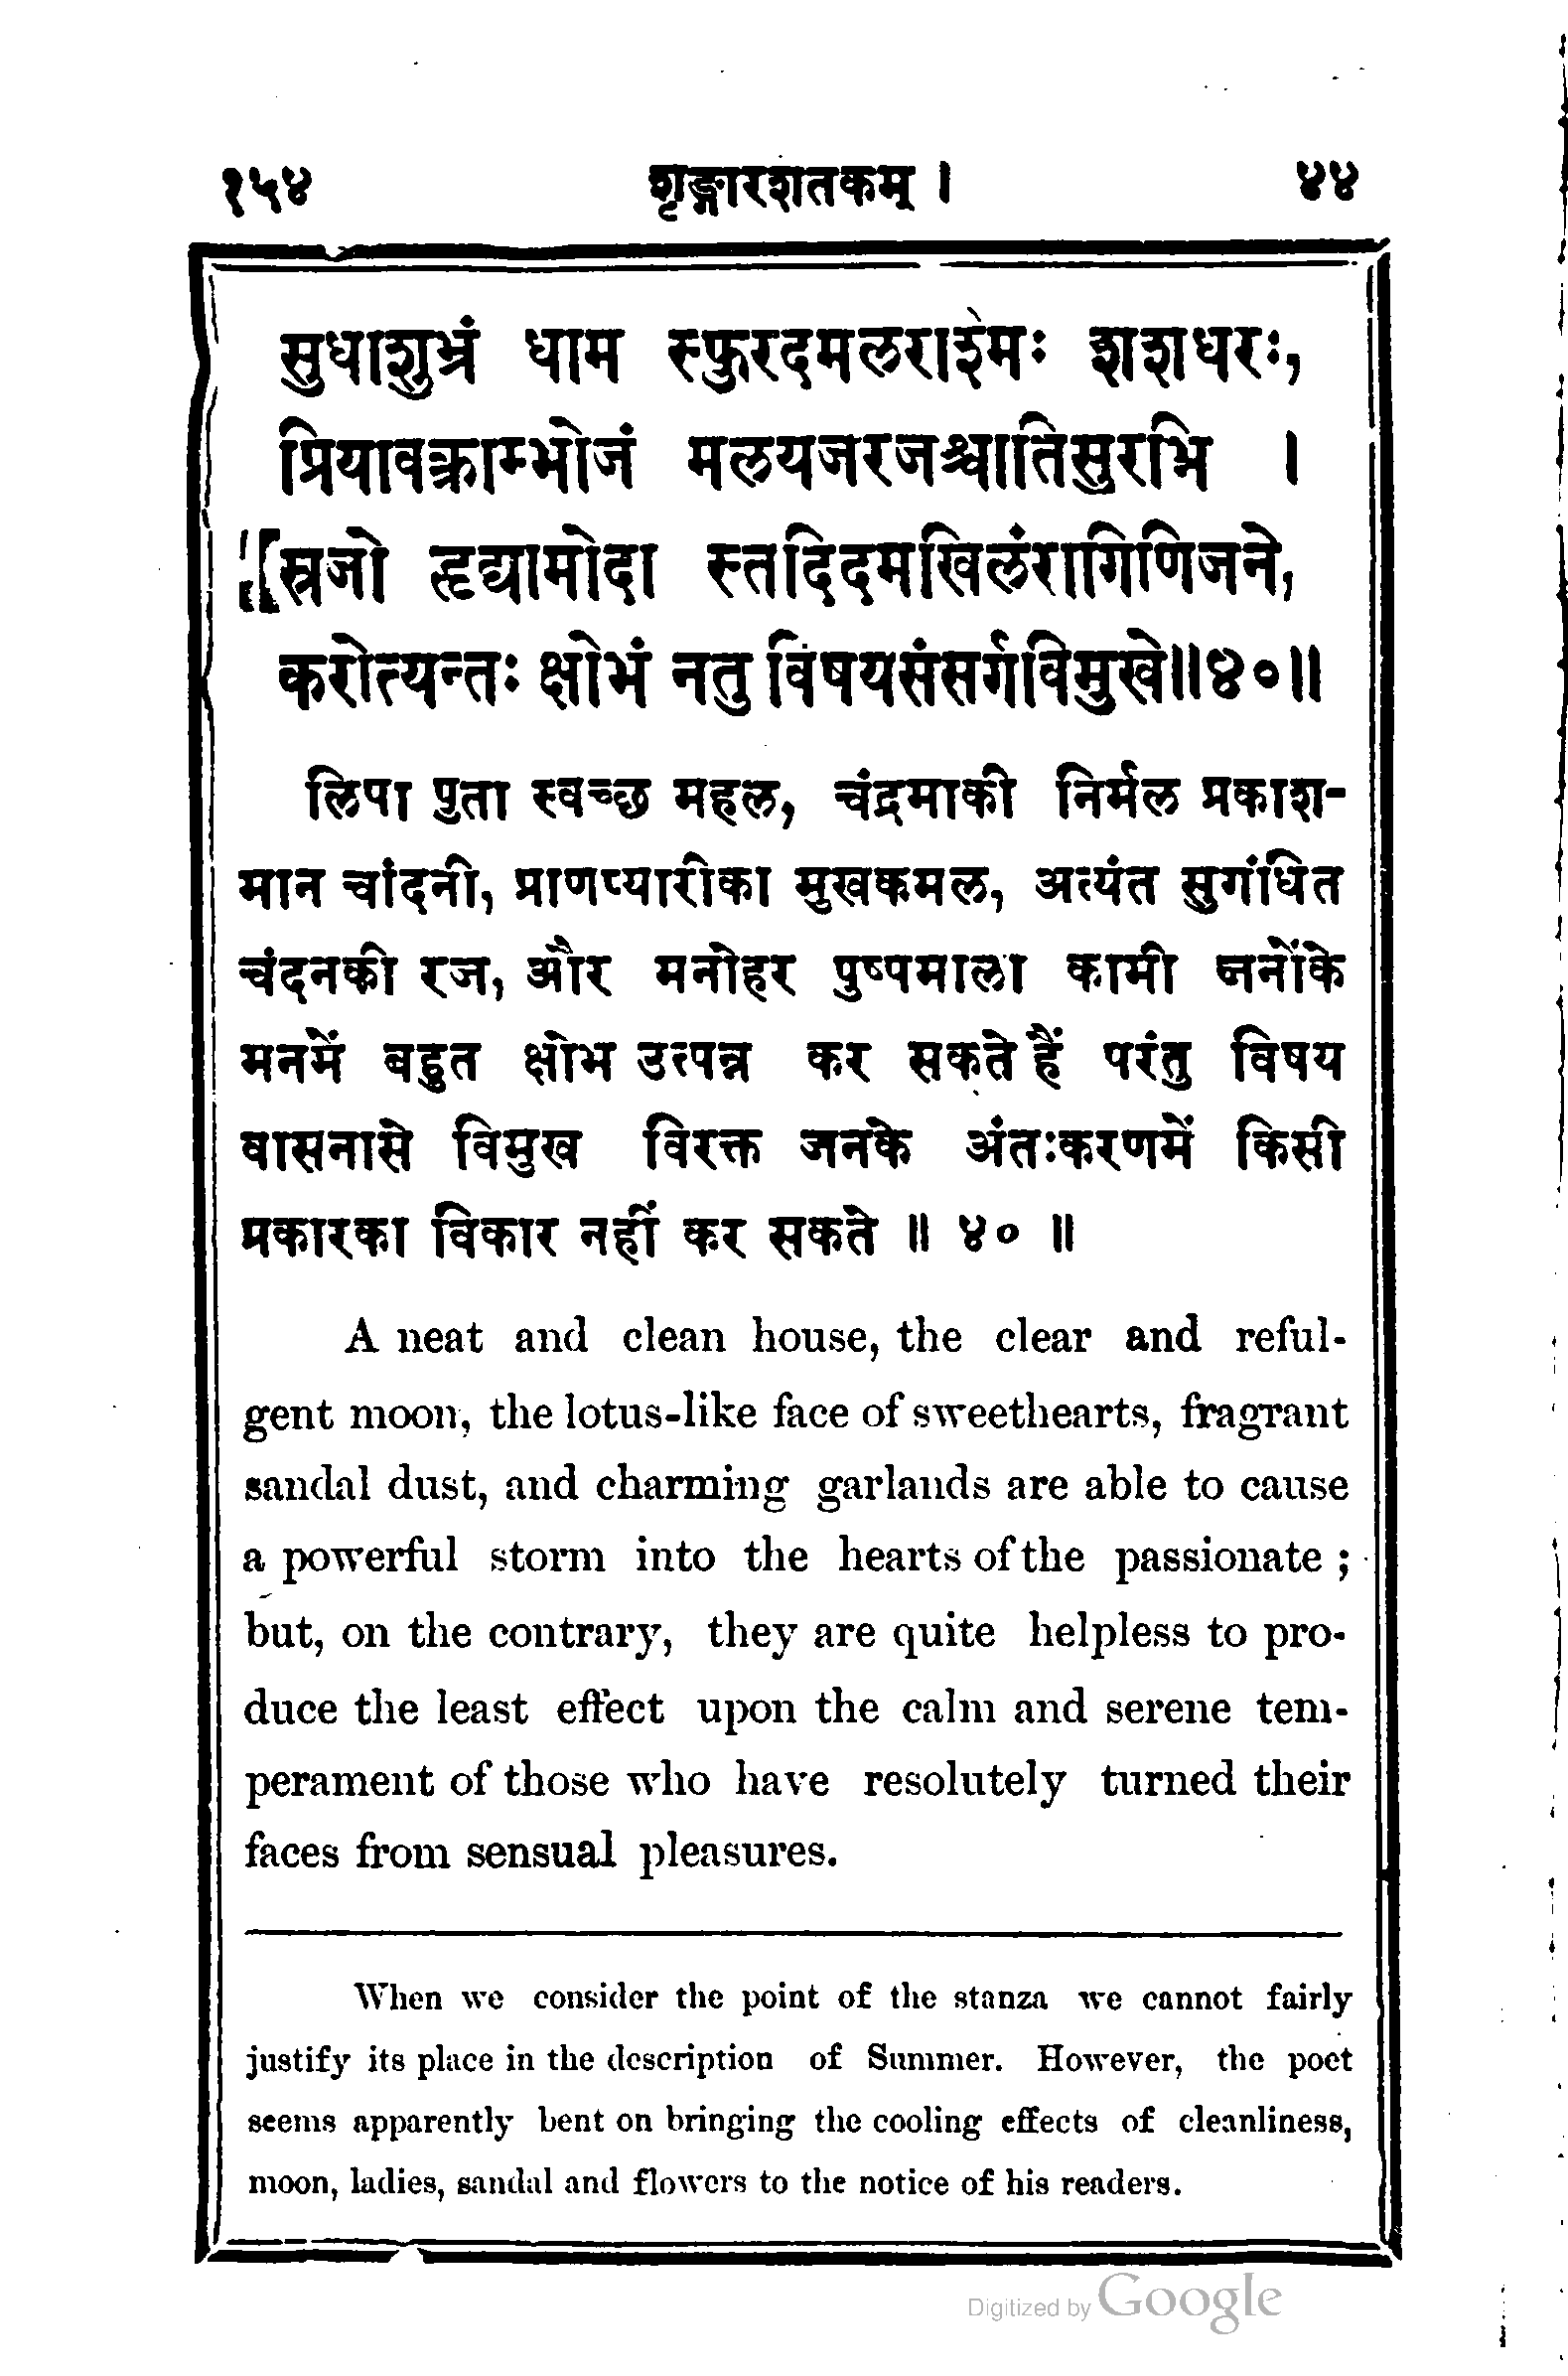 १५४ शृङ्गारशतकम् । ४४
सुधाशुभ्रं धाम स्फुरदमलरश्मिः शशधरः,
प्रियावक्राम्भोजं मलयजरजश्चातिसुरभि ।
स्रजो हृद्यामोदा स्तदिदमखिलंरागिणिजने,
करोत्यन्तः क्षोभं नतु विषयसंसर्गविमुखे॥४०॥
लिपा पुता स्वच्छ महल, चंद्रमाकी निर्मल प्रकाश-
मान चांदनी, प्राणप्यारीका मुखकमल, अत्यंत सुगंधित
चंदनकी रज, और मनोहर पुष्पमाला कामी जनोंके
मनमें बहुत क्षोभ उत्पन्न कर सकते हैं परंतु विषय
वासनासे विमुख विरक्त जनके अंतःकरणमें किसी
प्रकारका विकार नहीं कर सकते ॥ ४० ॥
A neat and clean house, the clear and reful-
gent moon, the lotus-like face of sweethearts, fragrant
sandal dust, and charming garlands are able to cause
a powerful storm into the hearts of the passionate ;
but, on the contrary, they are quite helpless to pro-
duce the least effect upon the calm and serene tem-
perament of those who have resolutely turned their
faces from sensual pleasures.
When we consider the point of the stanza we cannot fairly
justify its place in the description of Summer. However, the poet
seems apparently bent on bringing the cooling effects of cleanliness,
moon, ladies, sandal and flowers to the notice of his readers.
Digitized by Google